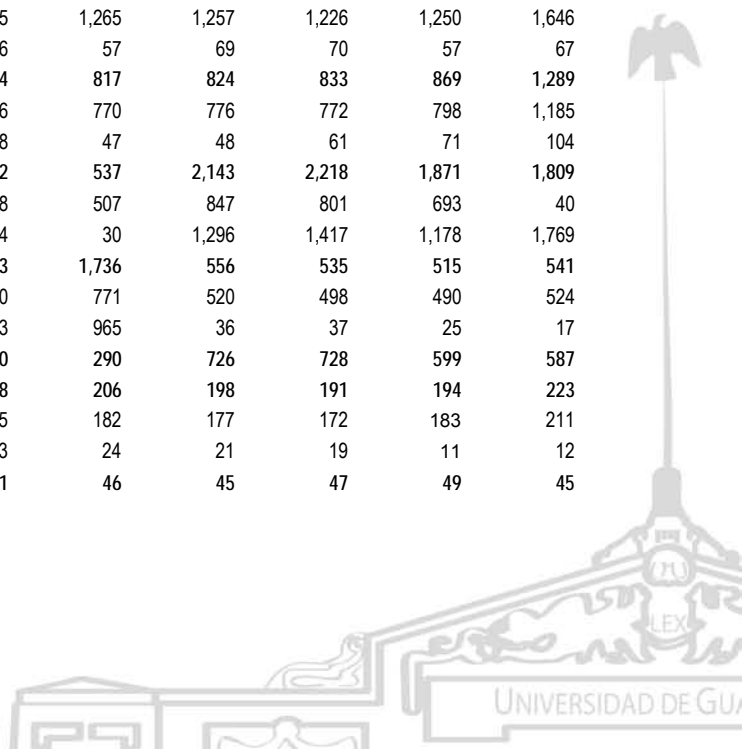 5 1,265 1,257 1,226 1,250 1,646
6 57 69 70 57 67
4 817 824 833 869 1,289
6 770 776 772 798 1,185
8 47 48 61 71 104
2 537 2,143 2,218 1,871 1,809
8 507 847 801 693 40
4 30 1,296 1,417 1,178 1,769
3 1,736 556 535 515 541
0 771 520 498 490 524
3 965 36 37 25 17
0 290 726 728 599 587
8 206 198 191 194 223
5 182 177 172 183 211
3 24 21 19 11 12
1 46 45 47 49 45
LEX
UNIVERSIDAD DE GUA